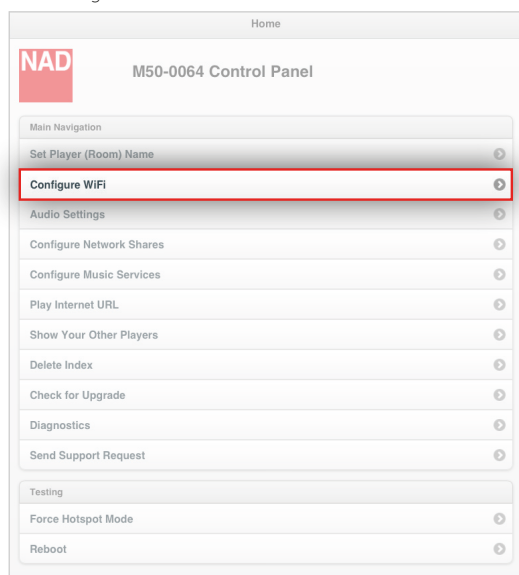 Home
NAD
M50-0064 Control Panel
Main Navigation
Set Player (Room) Name
Configure WiFi
Audio Settings
Configure Network Shares
Configure Music Services
Play Internet URL
Show Your Other Players
Delete Index
Check for Upgrade
Diagnostics
Send Support Request
Testing
Force Hotspot Mode
Reboot